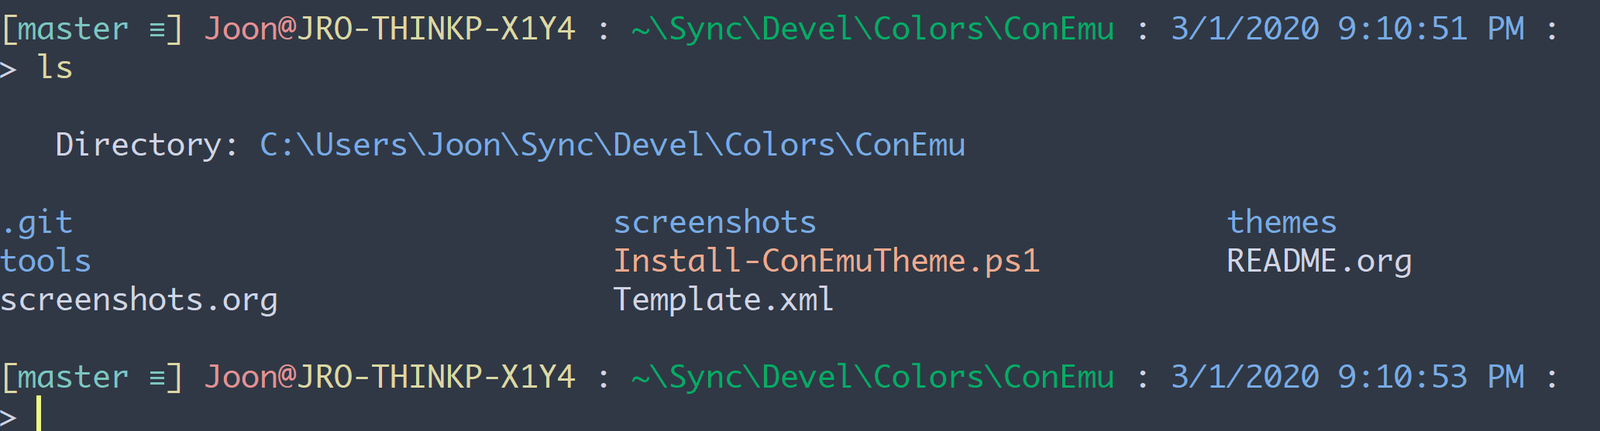 [master ≡] Joon@JRO-THINKP-X1Y4 : ~\Sync\Devel\Colors\ConEmu : 3/1/2020 9:10:51 PM :
> ls
Directory: C:\Users\Joon\Sync\Devel\Colors\ConEmu
.git screenshots themes
tools Install-ConEmuTheme.ps1 README.org
screenshots.org Template.xml
[master ≡] Joon@JRO-THINKP-X1Y4 : ~\Sync\Devel\Colors\ConEmu : 3/1/2020 9:10:53 PM :
>